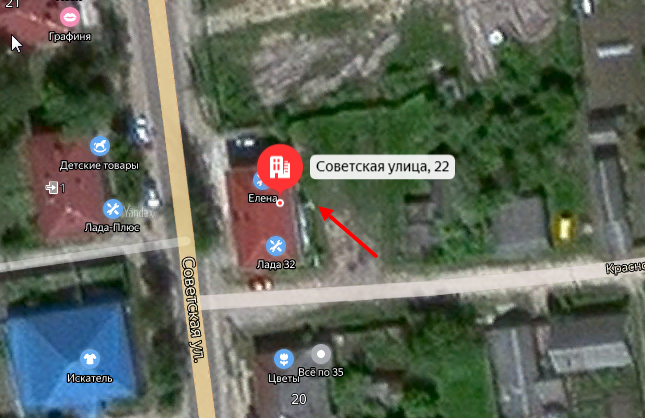 21
Графиня
Детские товары
1
Советская улица, 22
Елена
Yandex
Лада-Плюс
Лада 32
Красно
Советская ул.
Искатель
Цветы
Всё по 35
20